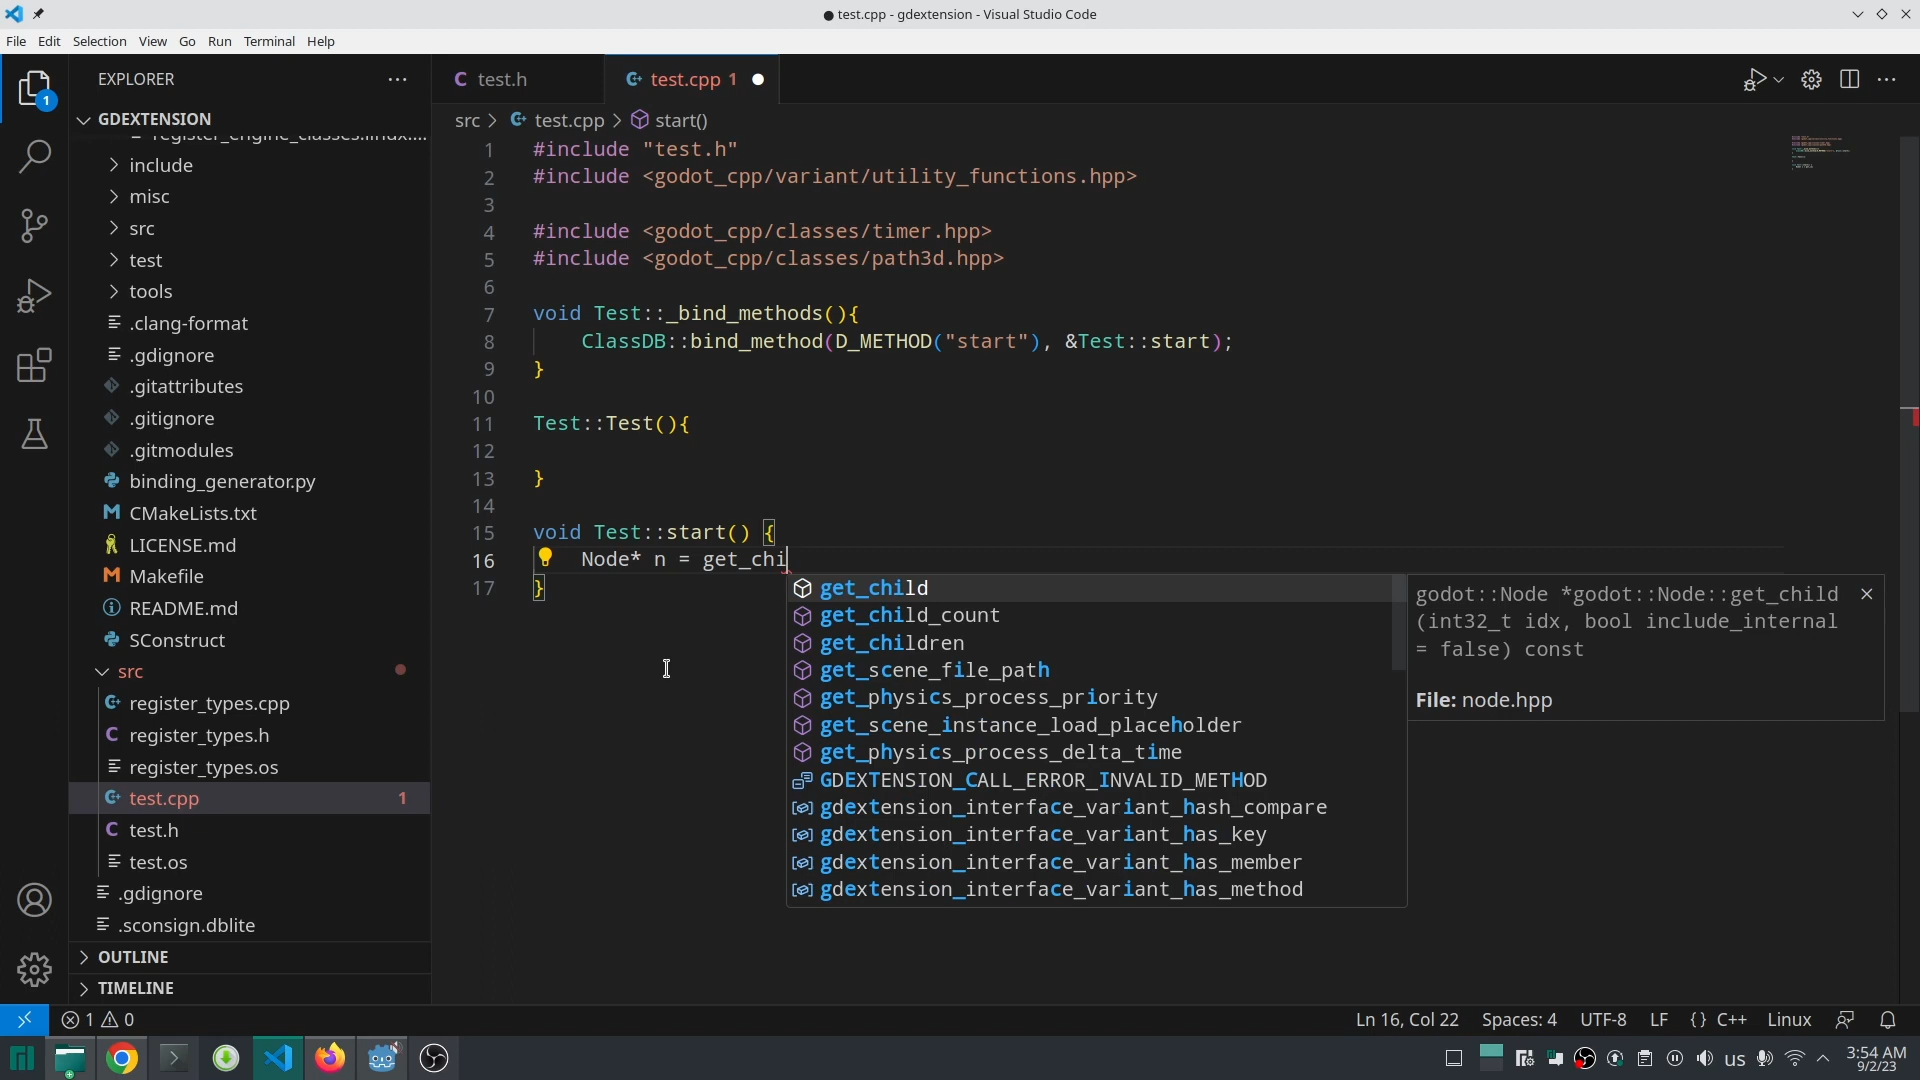 test.cpp - gdextension - Visual Studio Code
File Edit Selection View Go Run Terminal Help
1
EXPLORER
GDEXTENSION
register_engine_classes.linux....
include
misc
src
test
tools
.clang-format
.gdignore
.gitattributes
.gitignore
.gitmodules
binding_generator.py
CMakeLists.txt
LICENSE.md
Makefile
README.md
SConstruct
src
register_types.cpp
register_types.h
register_types.os
test.cpp 1
test.h
test.os
.gdignore
.sconsign.dblite
OUTLINE
TIMELINE
C test.h
test.cpp 1
src > test.cpp > start()
1 #include "test.h"
2 #include <godot_cpp/variant/utility_functions.hpp>
3
4 #include <godot_cpp/classes/timer.hpp>
5 #include <godot_cpp/classes/path3d.hpp>
6
7 void Test::_bind_methods(){
8 ClassDB::bind_method(D_METHOD("start"), &Test::start);
9 }
10
11 Test::Test(){
12
13 }
14
15 void Test::start() {
16 Node* n = get_chi
17 }
get_child
get_child_count
get_children
get_scene_file_path
get_physics_process_priority
get_scene_instance_load_placeholder
get_physics_process_delta_time
GDEXTENSION_CALL_ERROR_INVALID_METHOD
gdextension_interface_variant_hash_compare
gdextension_interface_variant_has_key
gdextension_interface_variant_has_member
gdextension_interface_variant_has_method
godot::Node *godot::Node::get_child
(int32_t idx, bool include_internal
= false) const
File: node.hpp
1 0
Ln 16, Col 22 Spaces: 4 UTF-8 LF {} C++ Linux
us
3:54 AM
9/2/23